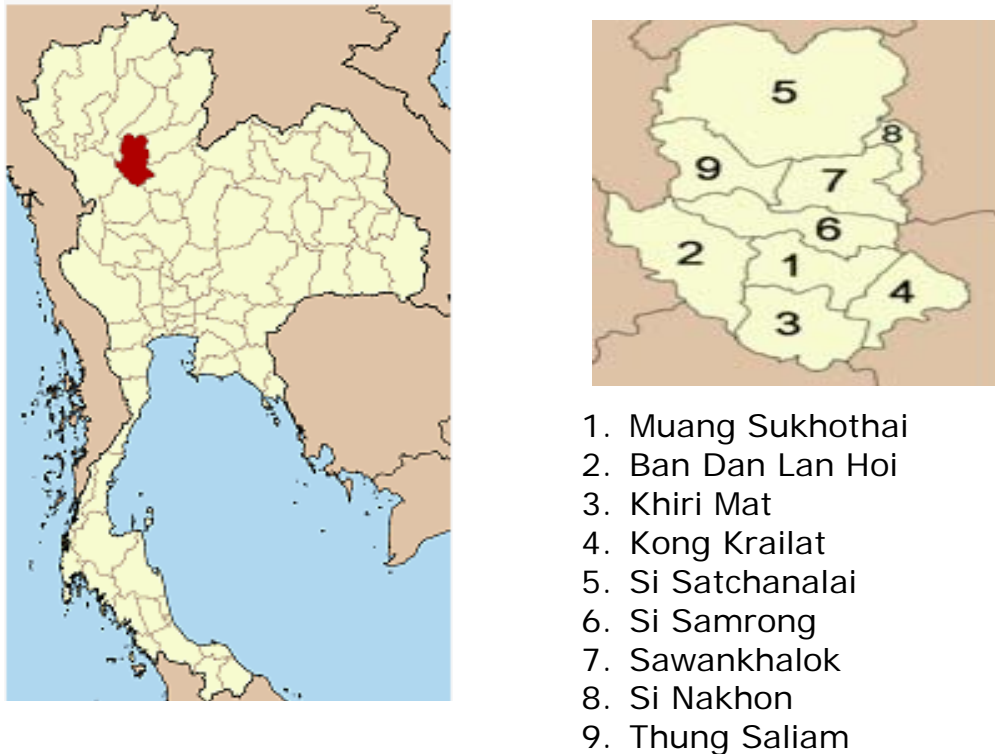 5
8
9
7
6
2
1
4
3
1. Muang Sukhothai
2. Ban Dan Lan Hoi
3. Khiri Mat
4. Kong Krailat
5. Si Satchanalai
6. Si Samrong
7. Sawankhalok
8. Si Nakhon
9. Thung Saliam